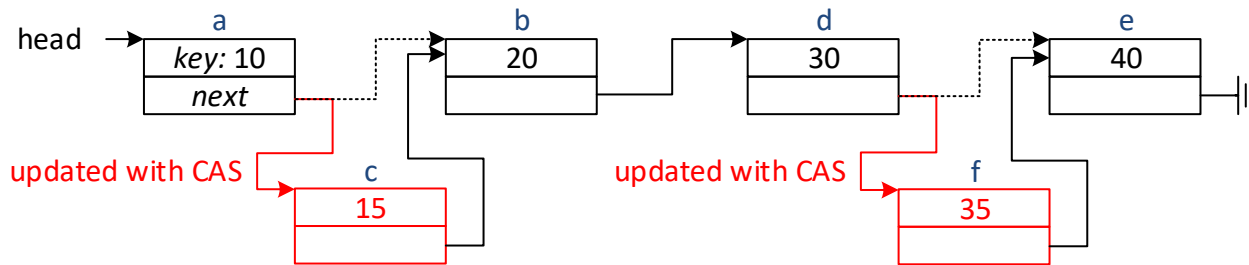 a
b
d
e
head
key: 10
20
30
40
next
updated with CAS
c
updated with CAS
f
15
35